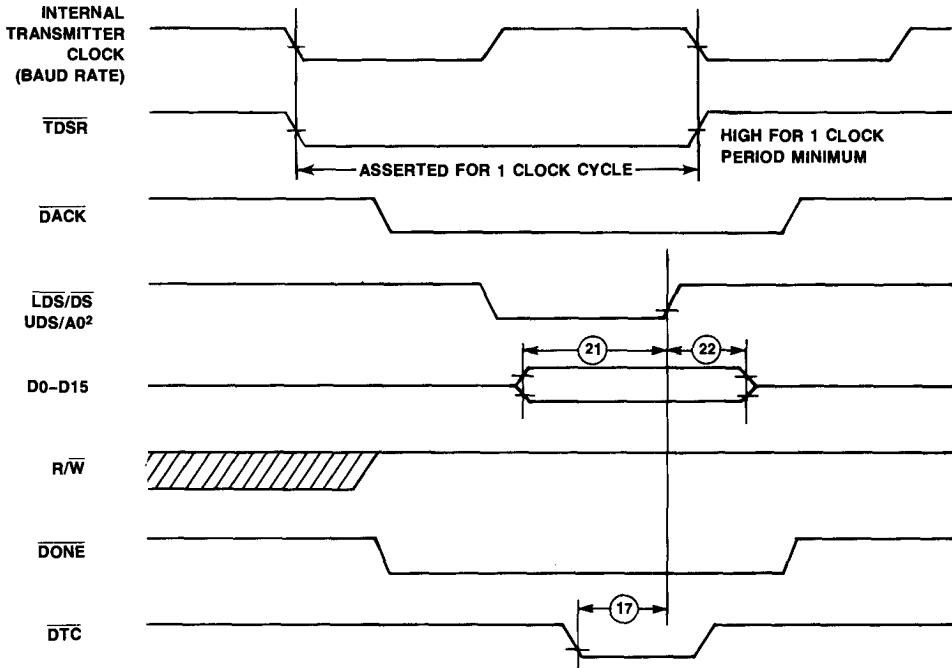 INTERNAL
TRANSMITTER
CLOCK
(BAUD RATE)
TDSR
HIGH FOR 1 CLOCK
PERIOD MINIMUM
ASSERTED FOR 1 CLOCK CYCLE
DACK
LDS/DS
UDS/A0²
21
22
D0–D15
R/W
DONE
17
DTC